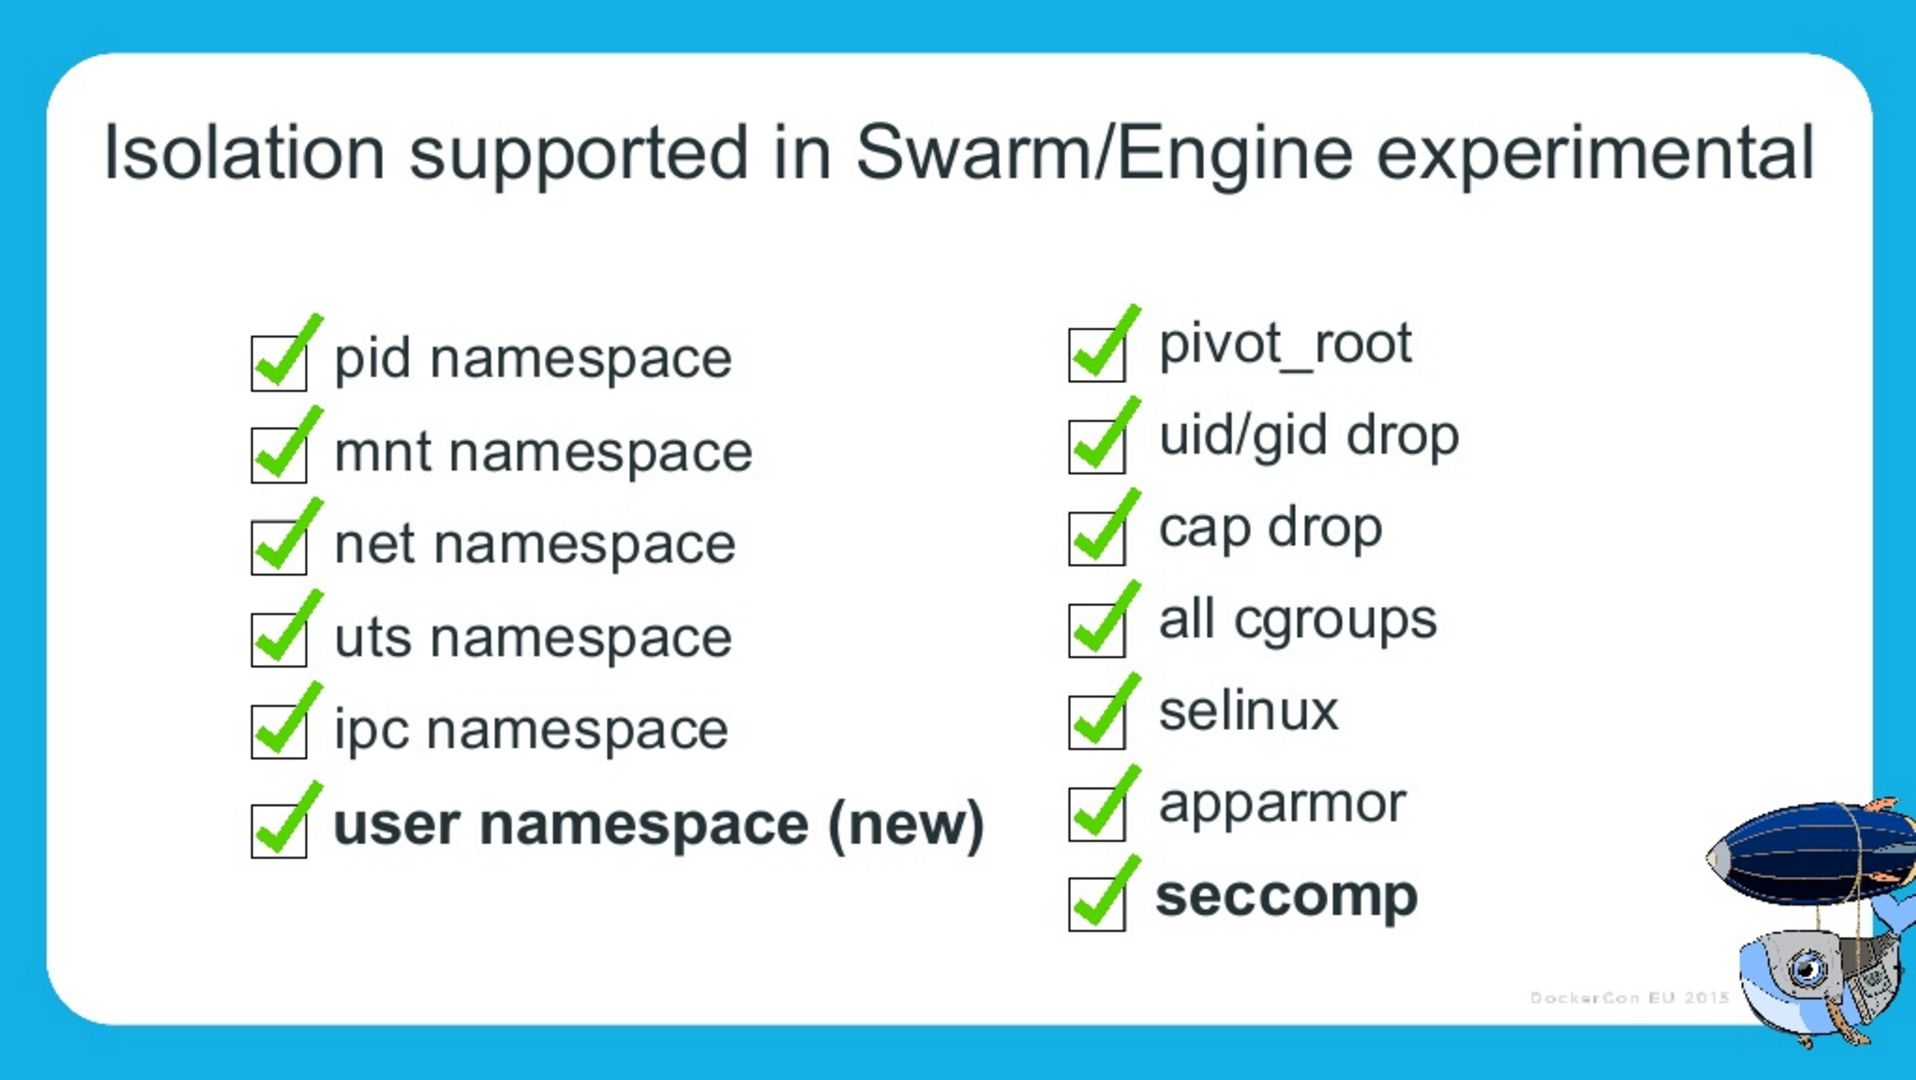 Isolation supported in Swarm/Engine experimental
pid namespace
mnt namespace
net namespace
uts namespace
ipc namespace
user namespace (new)
pivot_root
uid/gid drop
cap drop
all cgroups
selinux
apparmor
seccomp
DockerCon EU 2015